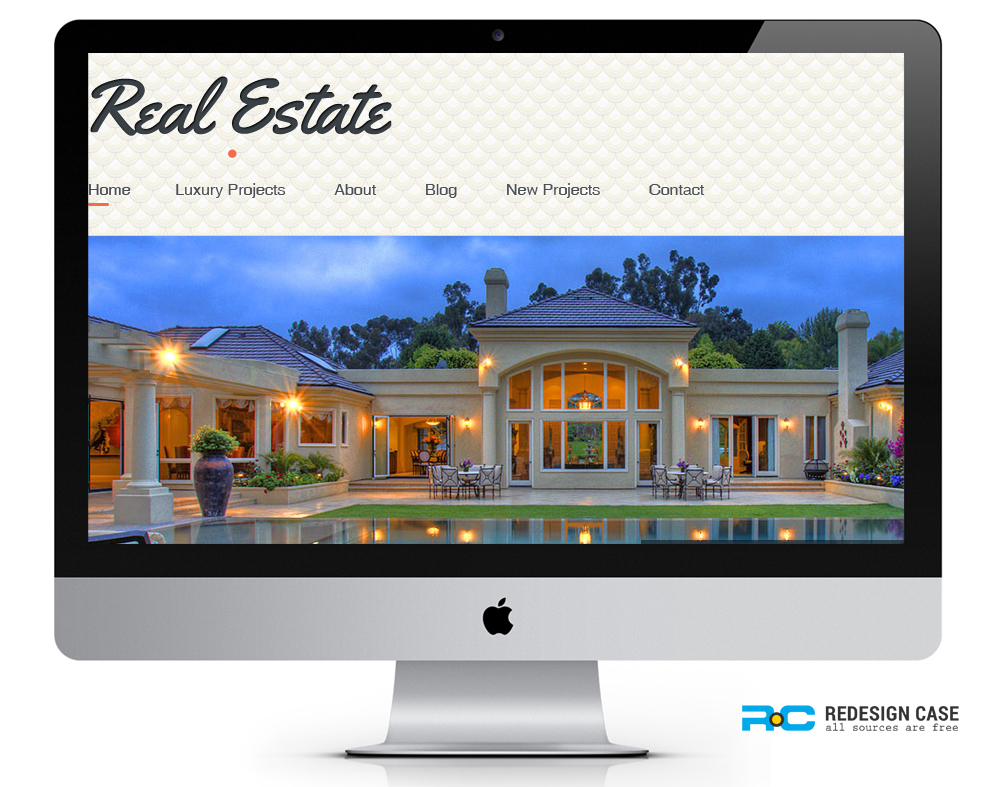 Real Estate
Home Luxury Projects About Blog New Projects Contact
RC REDESIGN CASE
all sources are free